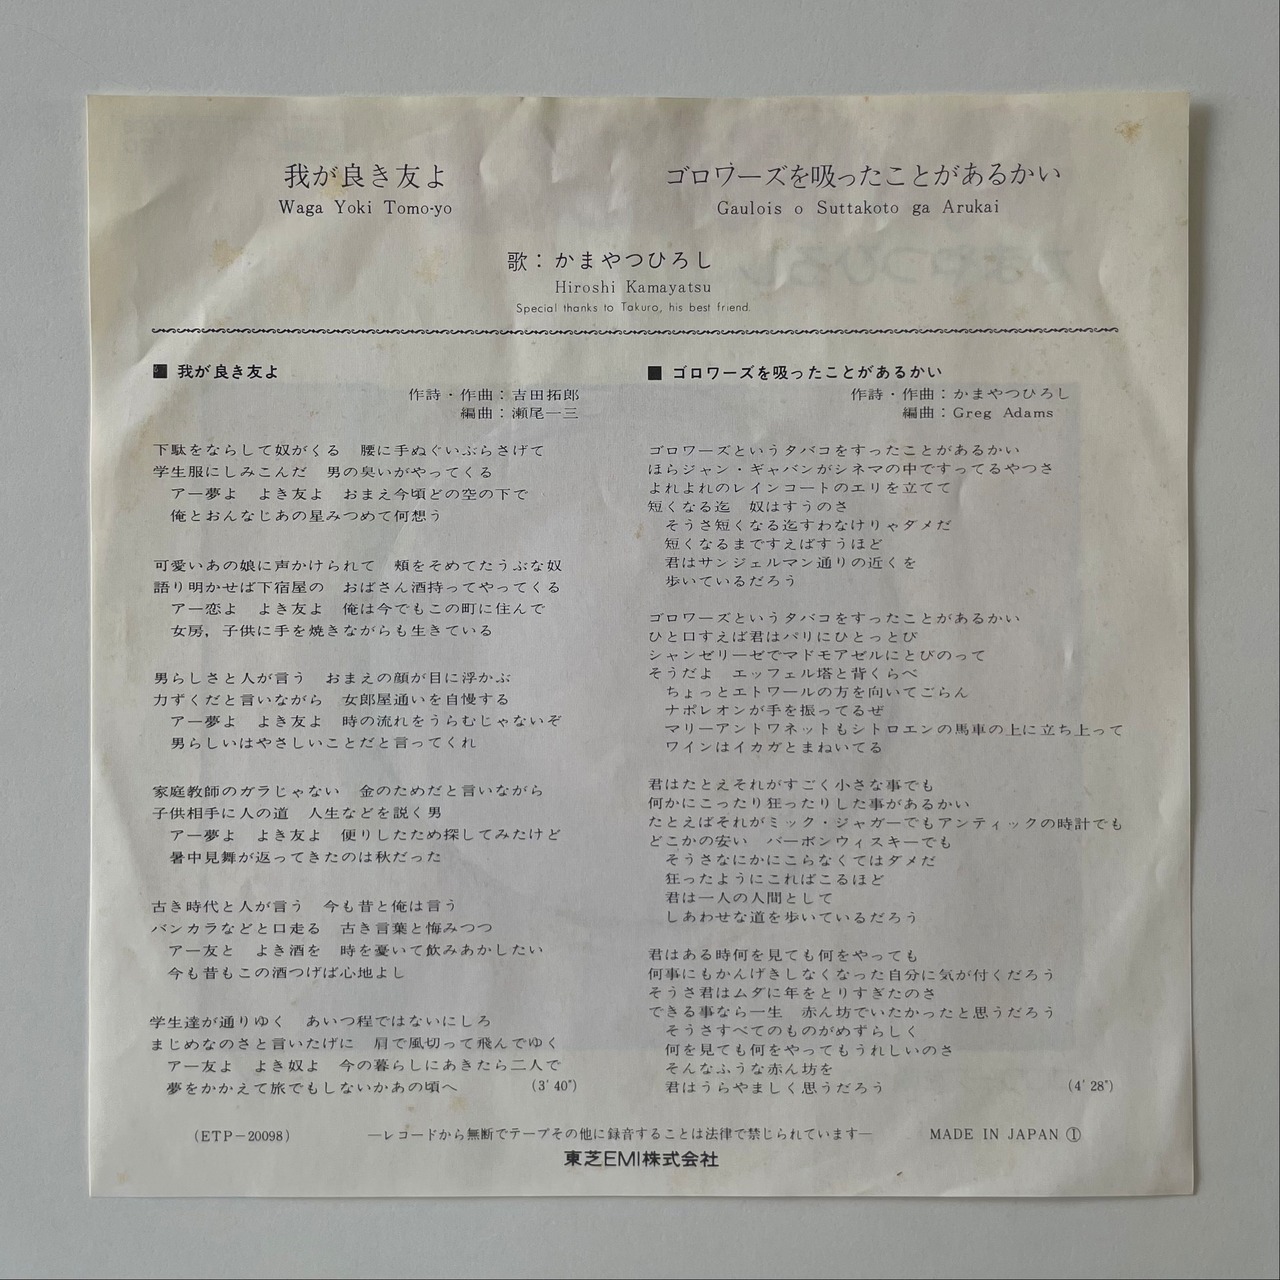 我が良き友よ
Waga Yoki Tomo-yo
ゴロワーズを吸ったことがあるかい
Gaulois o Suttakoto ga Arukai
歌：かまやつひろし
Hiroshi Kamayatsu
Special thanks to Takuro, his best friend.
■ 我が良き友よ
作詩・作曲：吉田拓郎
編曲：瀬尾一三
下駄をならして奴がくる　腰に手ぬぐいぶらさげて
学生服にしみこんだ　男の臭いがやってくる
アー夢よ　よき友よ　おまえ今頃どの空の下で
俺とおんなじあの星みつめて何想う
可愛いあの娘に声かけられて　頬をそめてたうぶな奴
語り明かせば下宿屋の　おばさん酒持ってやってくる
アー恋よ　よき友よ　俺は今でもこの町に住んで
女房，子供に手を焼きながらも生きている
男らしさと人が言う　おまえの顔が目に浮かぶ
力ずくだと言いながら　女郎屋通いを自慢する
アー夢よ　よき友よ　時の流れをうらむじゃないぞ
男らしいはやさしいことだと言ってくれ
家庭教師のガラじゃない　金のためだと言いながら
子供相手に人の道　人生などを説く男
アー夢よ　よき友よ　便りしたため探してみたけど
暑中見舞が返ってきたのは秋だった
古き時代と人が言う　今も昔と俺は言う
バンカラなどと口走る　古き言葉と悔みつつ
アー友と　よき酒を　時を憂いて飲みあかしたい
今も昔もこの酒つげば心地よし
学生達が通りゆく　あいつ程ではないにしろ
まじめなのさと言いたげに　肩で風切って飛んでゆく
アー友よ　よき奴よ　今の暮らしにあきたら二人で
夢をかかえて旅でもしないかあの頃へ
(3′40″)
■ ゴロワーズを吸ったことがあるかい
作詩・作曲：かまやつひろし
編曲：Greg Adams
ゴロワーズというタバコをすったことがあるかい
ほらジャン・ギャバンがシネマの中ですってるやつさ
よれよれのレインコートのエリを立てて
短くなる迄　奴はすうのさ
そうさ短くなる迄すわなけりゃダメだ
短くなるまですえばすうほど
君はサンジェルマン通りの近くを
歩いているだろう
ゴロワーズというタバコをすったことがあるかい
ひと口すえば君はパリにひとっとび
シャンゼリーゼでマドモアゼルにとびのって
そうだよ　エッフェル塔と背くらべ
ちょっとエトワールの方を向いてごらん
ナポレオンが手を振ってるぜ
マリーアントワネットもシトロエンの馬車の上に立ち上って
ワインはイカガとまねいてる
君はたとえそれがすごく小さな事でも
何かにこったり狂ったりした事があるかい
たとえばそれがミック・ジャガーでもアンティックの時計でも
どこかの安い　バーボンウィスキーでも
そうさなにかにこらなくてはダメだ
狂ったようにこればこるほど
君は一人の人間として
しあわせな道を歩いているだろう
君はある時何を見ても何をやっても
何事にもかんげきしなくなった自分に気が付くだろう
そうさ君はムダに年をとりすぎたのさ
できる事なら一生　赤ん坊でいたかったと思うだろう
そうさすべてのものがめずらしく
何を見ても何をやってもうれしいのさ
そんなふうな赤ん坊を
君はうらやましく思うだろう
(4′28″)
(ETP－20098)
―レコードから無断でテープその他に録音することは法律で禁じられています―
MADE IN JAPAN Ⓘ
東芝EMI株式会社